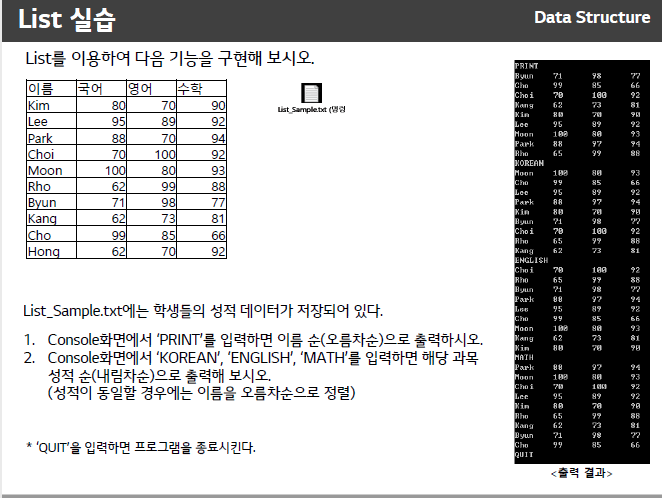 List 실습
Data Structure
List를 이용하여 다음 기능을 구현해 보시오.
이름 국어 영어 수학
Kim 80 70 90
Lee 95 89 92
Park 88 70 94
Choi 70 100 92
Moon 100 80 93
Rho 62 99 88
Byun 71 98 77
Kang 62 73 81
Cho 99 85 66
Hong 62 70 92
List_Sample.txt (명령
List_Sample.txt에는 학생들의 성적 데이터가 저장되어 있다.
1. Console화면에서 'PRINT'를 입력하면 이름 순(오름차순)으로 출력하시오.
2. Console화면에서 'KOREAN', 'ENGLISH', 'MATH'를 입력하면 해당 과목
성적 순(내림차순)으로 출력해 보시오.
(성적이 동일할 경우에는 이름을 오름차순으로 정렬)
* 'QUIT'을 입력하면 프로그램을 종료시킨다.
PRINT
Byun 71 98 77
Cho 99 85 66
Choi 70 100 92
Kang 62 73 81
Kim 80 70 90
Lee 95 89 92
Moon 100 80 93
Park 88 97 94
Rho 65 99 88
KOREAN
Moon 100 80 93
Cho 99 85 66
Lee 95 89 92
Park 88 97 94
Kim 80 70 90
Byun 71 98 77
Choi 70 100 92
Rho 65 99 88
Kang 62 73 81
ENGLISH
Choi 70 100 92
Rho 65 99 88
Byun 71 98 77
Park 88 97 94
Lee 95 89 92
Cho 99 85 66
Moon 100 80 93
Kang 62 73 81
Kim 80 70 90
MATH
Park 88 97 94
Moon 100 80 93
Choi 70 100 92
Lee 95 89 92
Kim 80 70 90
Rho 65 99 88
Kang 62 73 81
Byun 71 98 77
Cho 99 85 66
QUIT
<출력 결과>